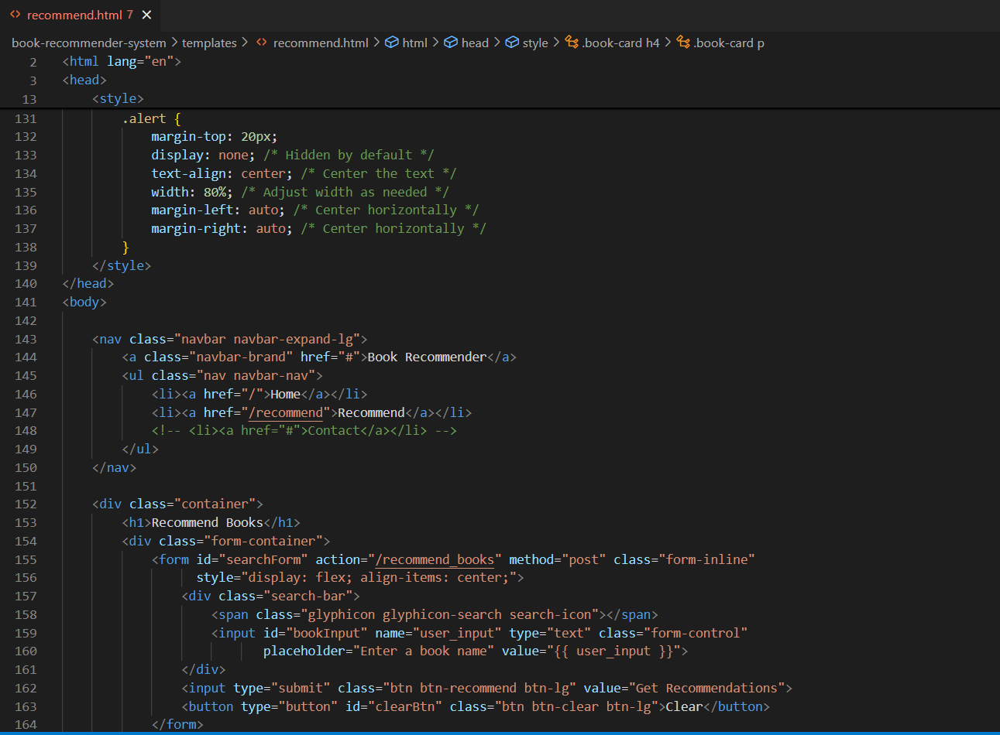 recommend.html 7
book-recommender-system > templates > recommend.html > html > head > style > .book-card h4 > .book-card p
2 <html lang="en">
3 <head>
13 <style>
131 .alert {
132 margin-top: 20px;
133 display: none; /* Hidden by default */
134 text-align: center; /* Center the text */
135 width: 80%; /* Adjust width as needed */
136 margin-left: auto; /* Center horizontally */
137 margin-right: auto; /* Center horizontally */
138 }
139 </style>
140 </head>
141 <body>
142
143 <nav class="navbar navbar-expand-lg">
144 <a class="navbar-brand" href="#">Book Recommender</a>
145 <ul class="nav navbar-nav">
146 <li><a href="/">Home</a></li>
147 <li><a href="/recommend">Recommend</a></li>
148 <!-- <li><a href="#">Contact</a></li> -->
149 </ul>
150 </nav>
151
152 <div class="container">
153 <h1>Recommend Books</h1>
154 <div class="form-container">
155 <form id="searchForm" action="/recommend_books" method="post" class="form-inline"
156 style="display: flex; align-items: center;">
157 <div class="search-bar">
158 <span class="glyphicon glyphicon-search search-icon"></span>
159 <input id="bookInput" name="user_input" type="text" class="form-control"
160 placeholder="Enter a book name" value="{{ user_input }}">
161 </div>
162 <input type="submit" class="btn btn-recommend btn-lg" value="Get Recommendations">
163 <button type="button" id="clearBtn" class="btn btn-clear btn-lg">Clear</button>
164 </form>